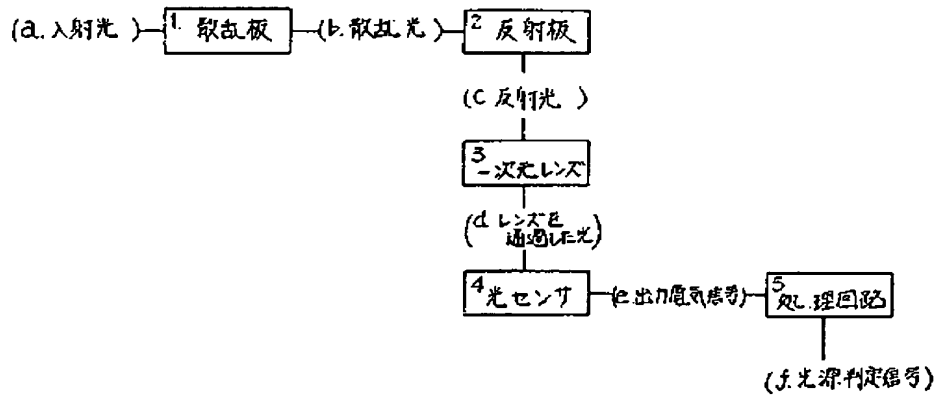 (a.入射光)
1. 散乱板
(b.散乱光)
2 反射板
(C 反射光)
3
一次元レンズ
(d レンズを
通過した光)
4 光センサ
(e.出力電気信号)
5
処理回路
(f.光源判定信号)